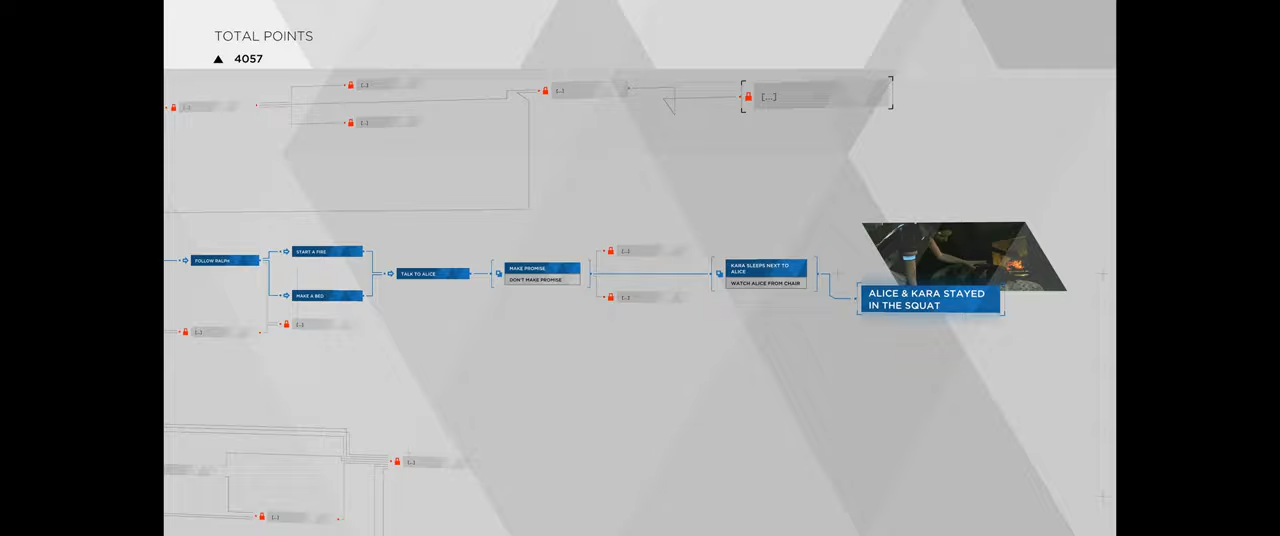 TOTAL POINTS
4057
[...]
[...]
[...]
[...]
[...]
FOLLOW RALPH
START A FIRE
MAKE A BED
[...]
[...]
TALK TO ALICE
MAKE PROMISE
DON'T MAKE PROMISE
[...]
[...]
KARA SLEEPS NEXT TO
ALICE
WATCH ALICE FROM CHAIR
ALICE & KARA STAYED
IN THE SQUAT
[...]
[...]